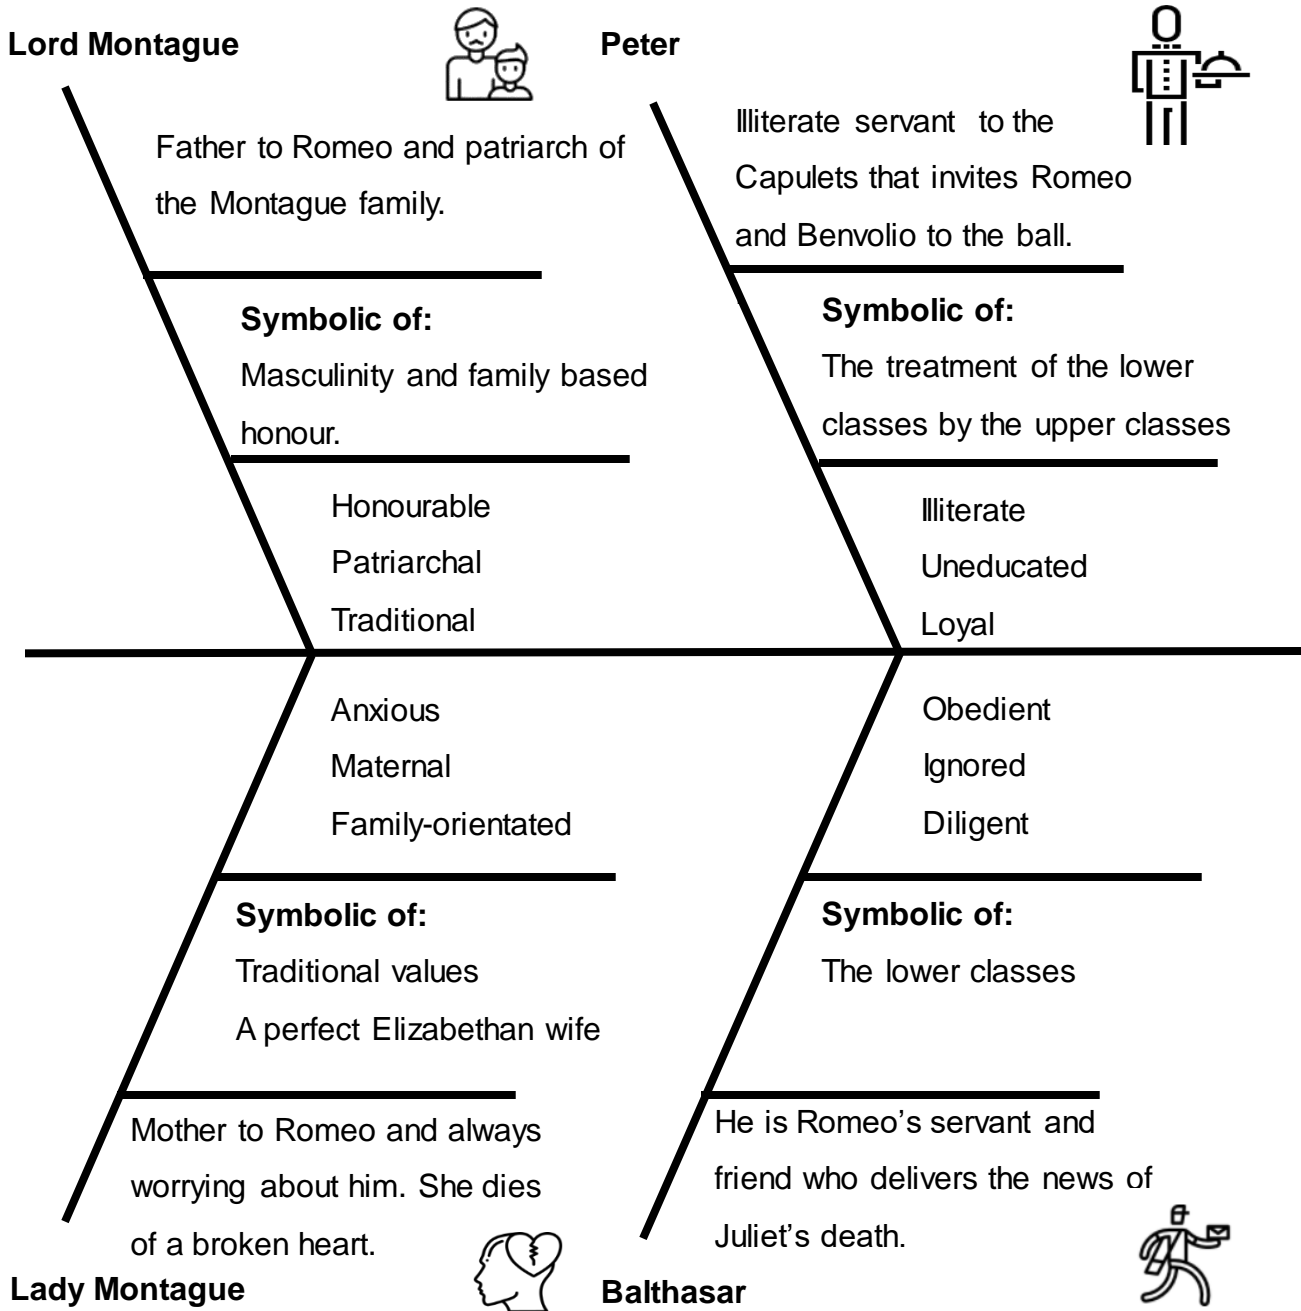 Lord Montague
Father to Romeo and patriarch of
the Montague family.
Symbolic of:
Masculinity and family based
honour.
Honourable
Patriarchal
Traditional
Peter
Illiterate servant to the
Capulets that invites Romeo
and Benvolio to the ball.
Symbolic of:
The treatment of the lower
classes by the upper classes
Illiterate
Uneducated
Loyal
Anxious
Maternal
Family-orientated
Symbolic of:
Traditional values
A perfect Elizabethan wife
Mother to Romeo and always
worrying about him. She dies
of a broken heart.
Lady Montague
Obedient
Ignored
Diligent
Symbolic of:
The lower classes
He is Romeo’s servant and
friend who delivers the news of
Juliet’s death.
Balthasar